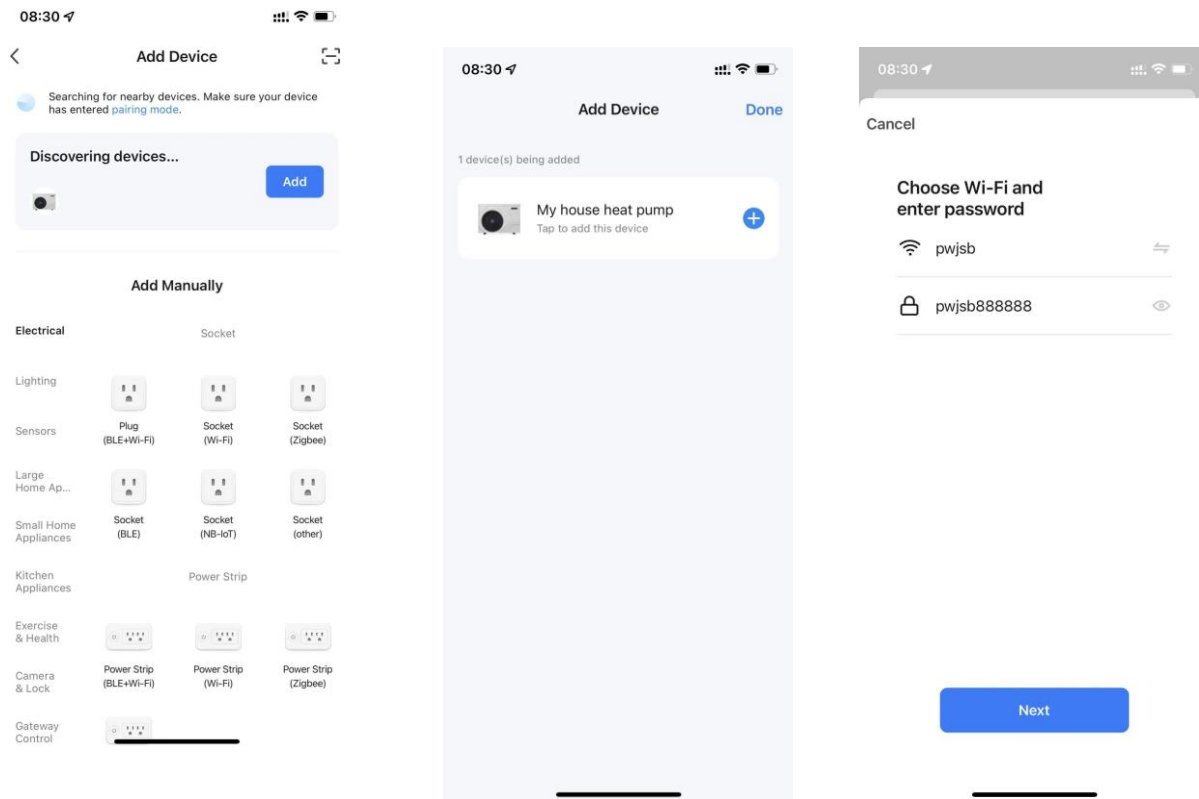 08:30
Add Device
Searching for nearby devices. Make sure your device
has entered pairing mode.
Discovering devices...
Add
Add Manually
Electrical
Socket
Lighting
Plug
(BLE+Wi-Fi)
Socket
(Wi-Fi)
Socket
(Zigbee)
Sensors
Large
Home Ap...
Socket
(BLE)
Socket
(NB-IoT)
Socket
(other)
Small Home
Appliances
Kitchen
Appliances
Power Strip
Exercise
& Health
Power Strip
(BLE+Wi-Fi)
Power Strip
(Wi-Fi)
Power Strip
(Zigbee)
Camera
& Lock
Gateway
Control
08:30
Add Device
Done
1 device(s) being added
My house heat pump
Tap to add this device
08:30
Cancel
Choose Wi-Fi and
enter password
pwjsb
pwjsb888888
Next